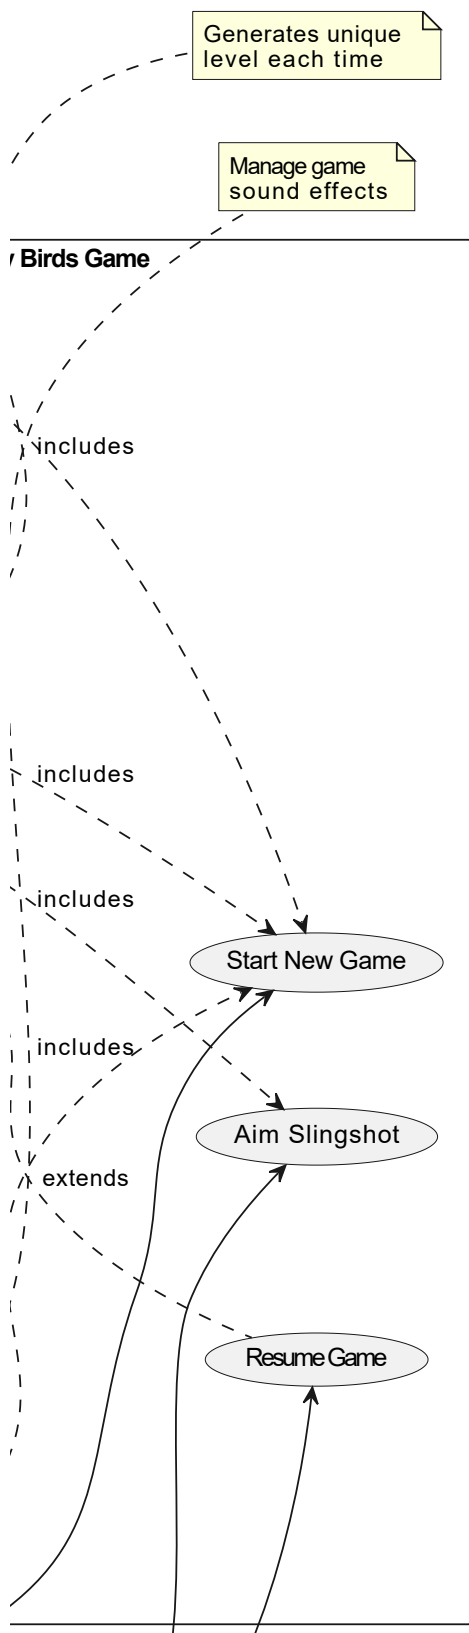 Generates unique
level each time
Manage game
sound effects
y Birds Game
includes
includes
includes
Start New Game
includes
Aim Slingshot
extends
Resume Game